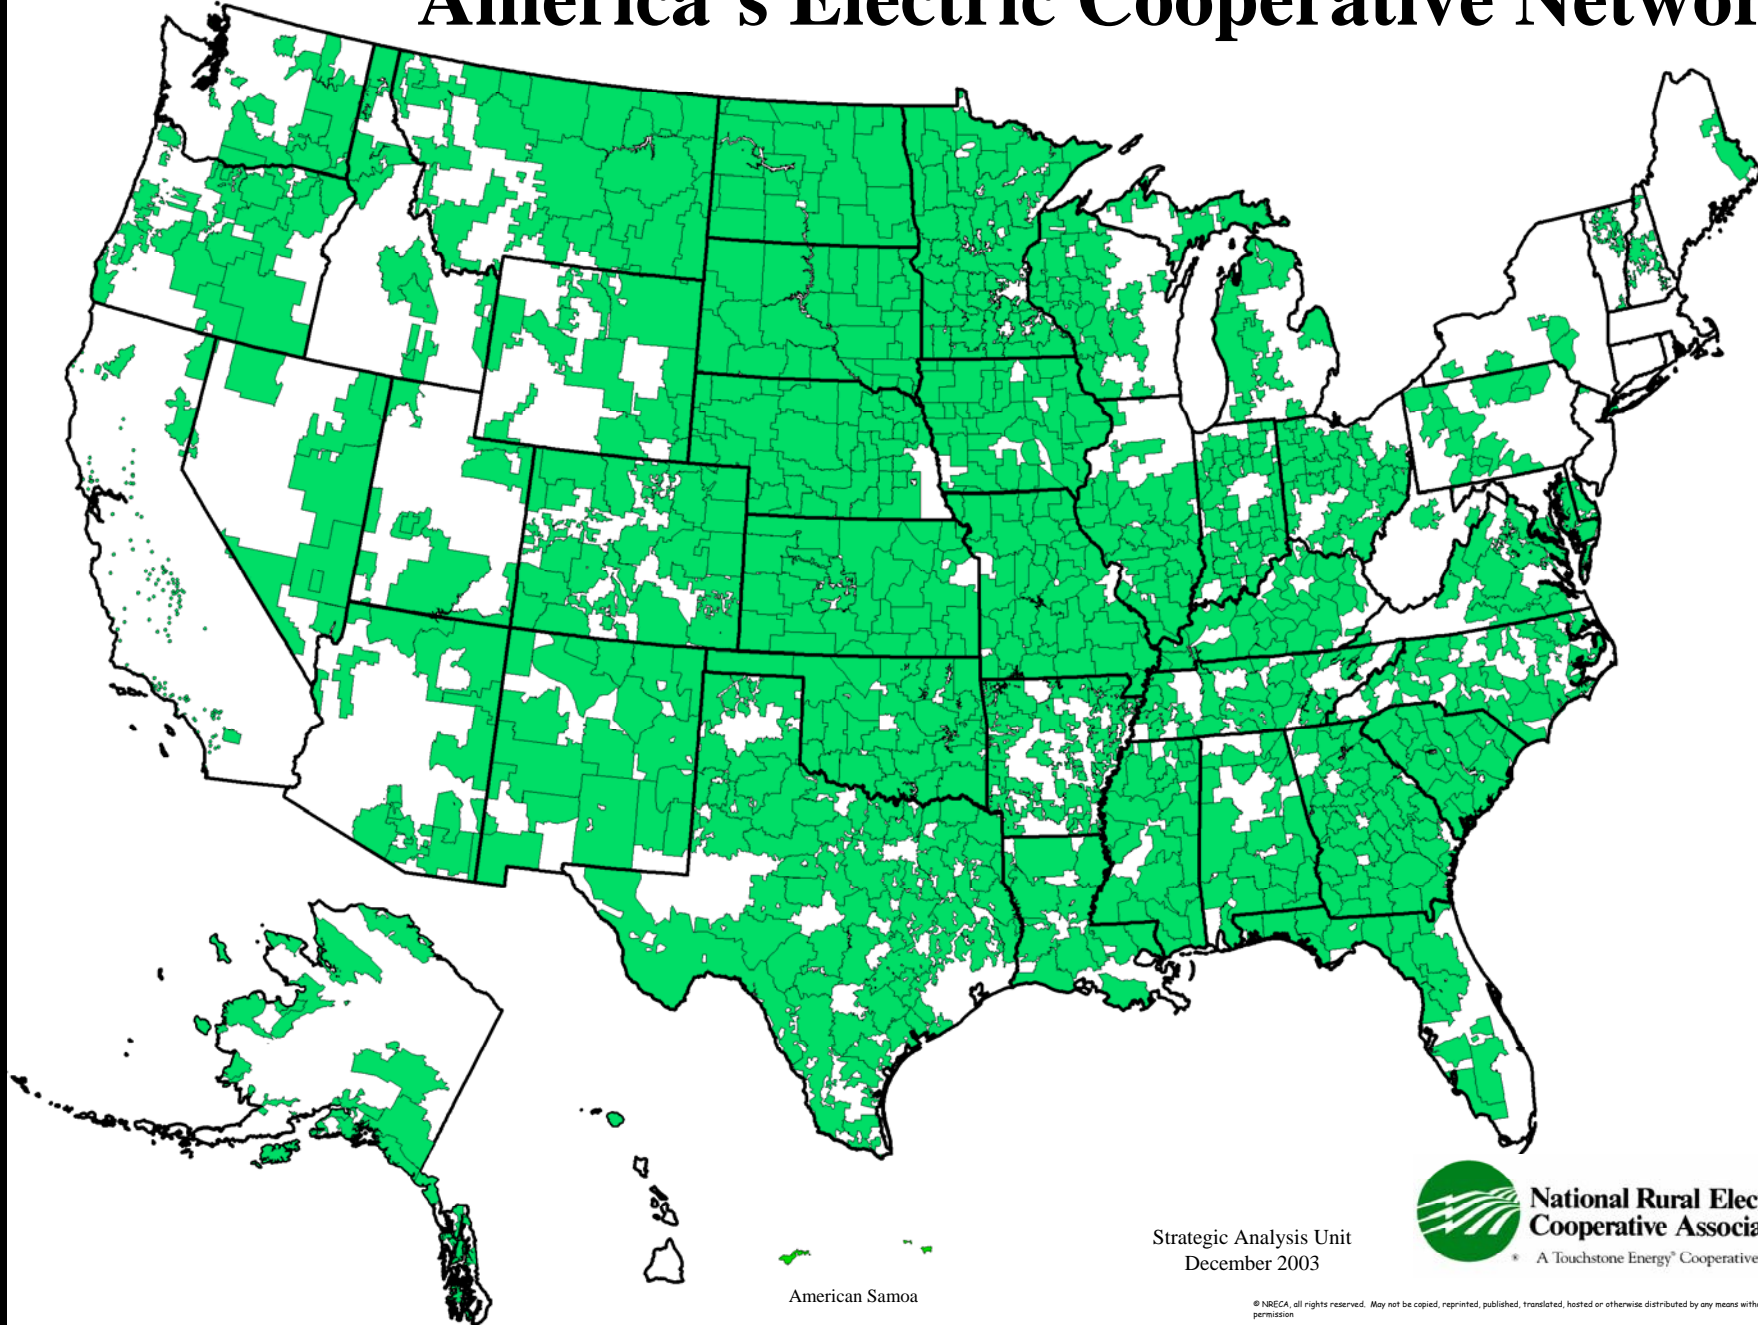 America's Electric Cooperative Networ
Strategic Analysis Unit
December 2003
National Rural Elec
Cooperative Associa
® A Touchstone Energy® Cooperative
American Samoa
© NRECA, all rights reserved. May not be copied, reprinted, published, translated, hosted or otherwise distributed by any means with
permission